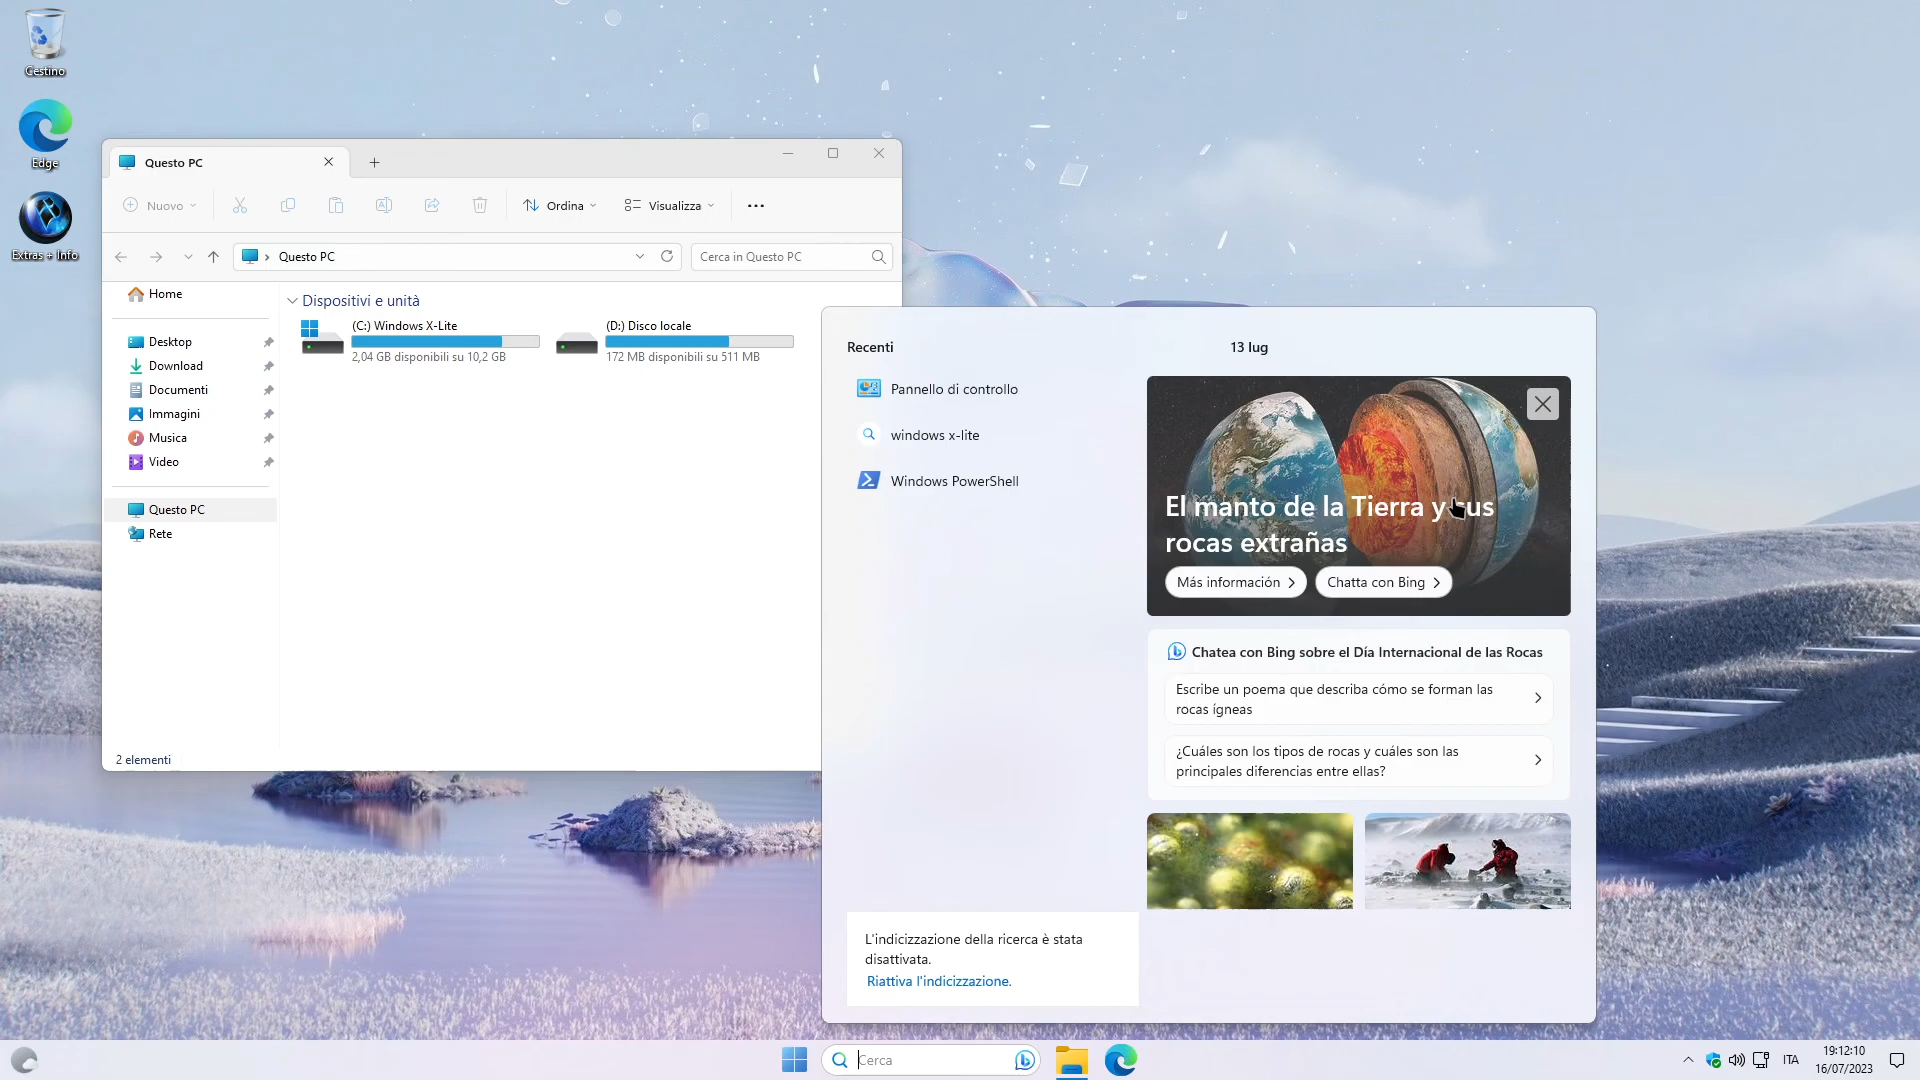 Cestino
Edge
Extras + Info
Questo PC
Nuovo
Ordina
Visualizza
Questo PC
Cerca in Questo PC
Home
Desktop
Download
Documenti
Immagini
Musica
Video
Questo PC
Rete
Dispositivi e unità
(C:) Windows X-Lite
2,04 GB disponibili su 10,2 GB
(D:) Disco locale
172 MB disponibili su 511 MB
2 elementi
Recenti
Pannello di controllo
windows x-lite
Windows PowerShell
L'indicizzazione della ricerca è stata
disattivata.
Riattiva l'indicizzazione.
13 lug
El manto de la Tierra y sus
rocas extrañas
Más información
Chatta con Bing
Chatea con Bing sobre el Día Internacional de las Rocas
Escribe un poema que describa cómo se forman las
rocas ígneas
¿Cuáles son los tipos de rocas y cuáles son las
principales diferencias entre ellas?
Cerca
ITA
19:12:10
16/07/2023